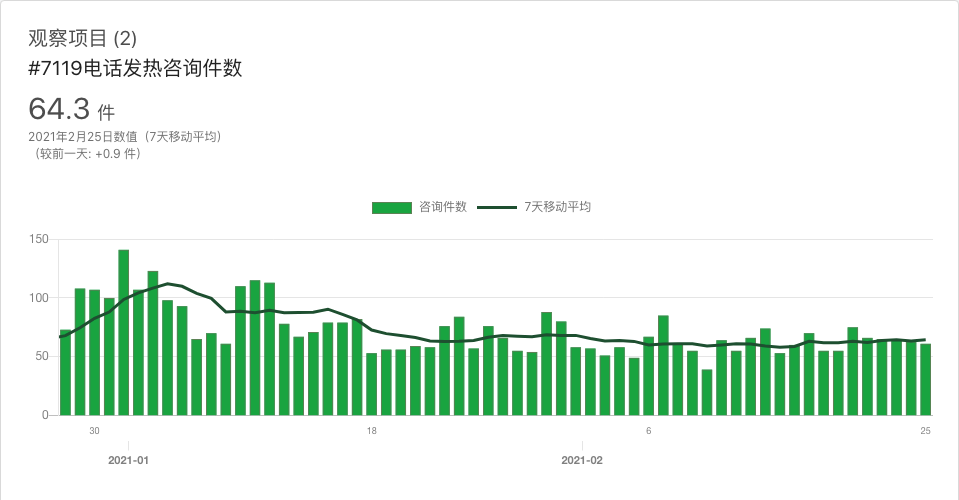 观察项目 (2)
#7119电话发热咨询件数
64.3 件
2021年2月25日数值（7天移动平均）
（较前一天: +0.9 件）
咨询件数 7天移动平均
150
100
50
0
30 18 6 25
2021-01 2021-02